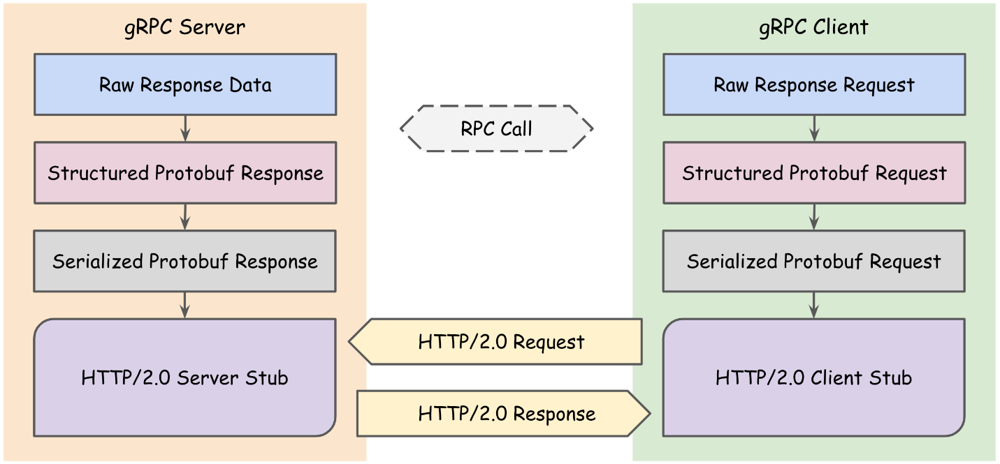 gRPC Server
Raw Response Data
Structured Protobuf Response
Serialized Protobuf Response
HTTP/2.0 Server Stub
RPC Call
HTTP/2.0 Request
HTTP/2.0 Response
gRPC Client
Raw Response Request
Structured Protobuf Request
Serialized Protobuf Request
HTTP/2.0 Client Stub